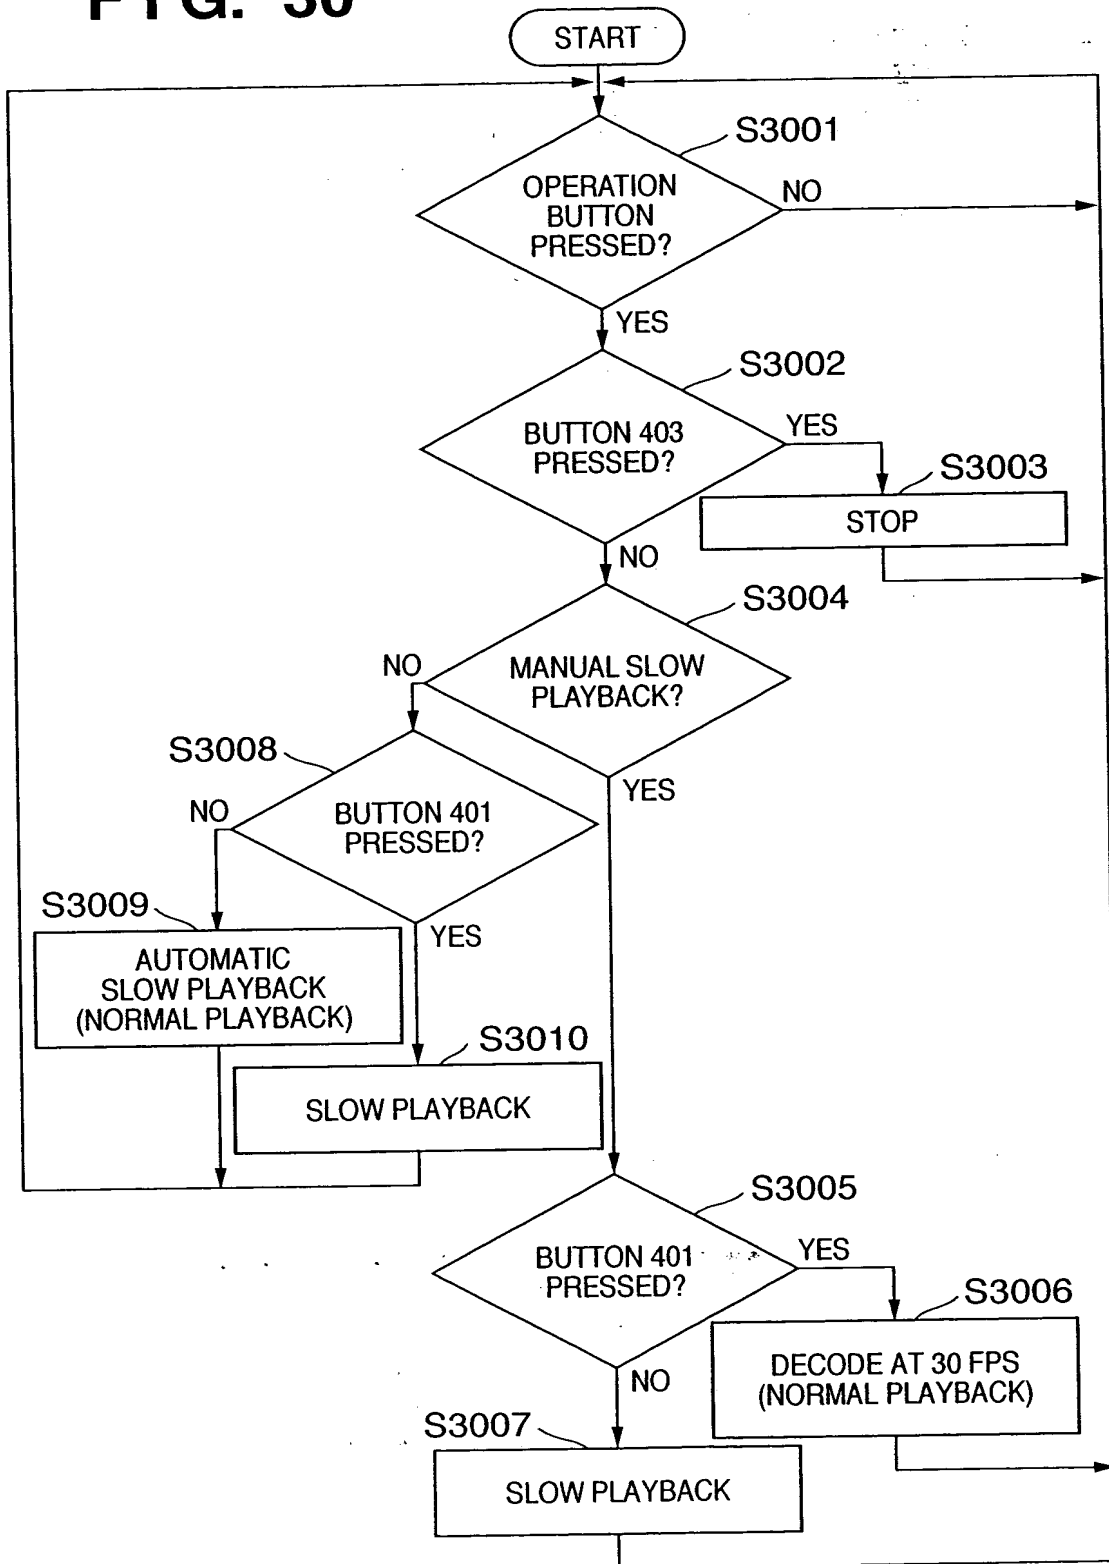 FIG. 30
START
S3001
OPERATION
BUTTON
PRESSED?
NO
YES
S3002
BUTTON 403
PRESSED?
YES
S3003
STOP
NO
S3004
MANUAL SLOW
PLAYBACK?
NO
YES
S3008
BUTTON 401
PRESSED?
NO
YES
S3009
AUTOMATIC
SLOW PLAYBACK
(NORMAL PLAYBACK)
S3010
SLOW PLAYBACK
S3005
BUTTON 401
PRESSED?
YES
S3006
DECODE AT 30 FPS
(NORMAL PLAYBACK)
NO
S3007
SLOW PLAYBACK